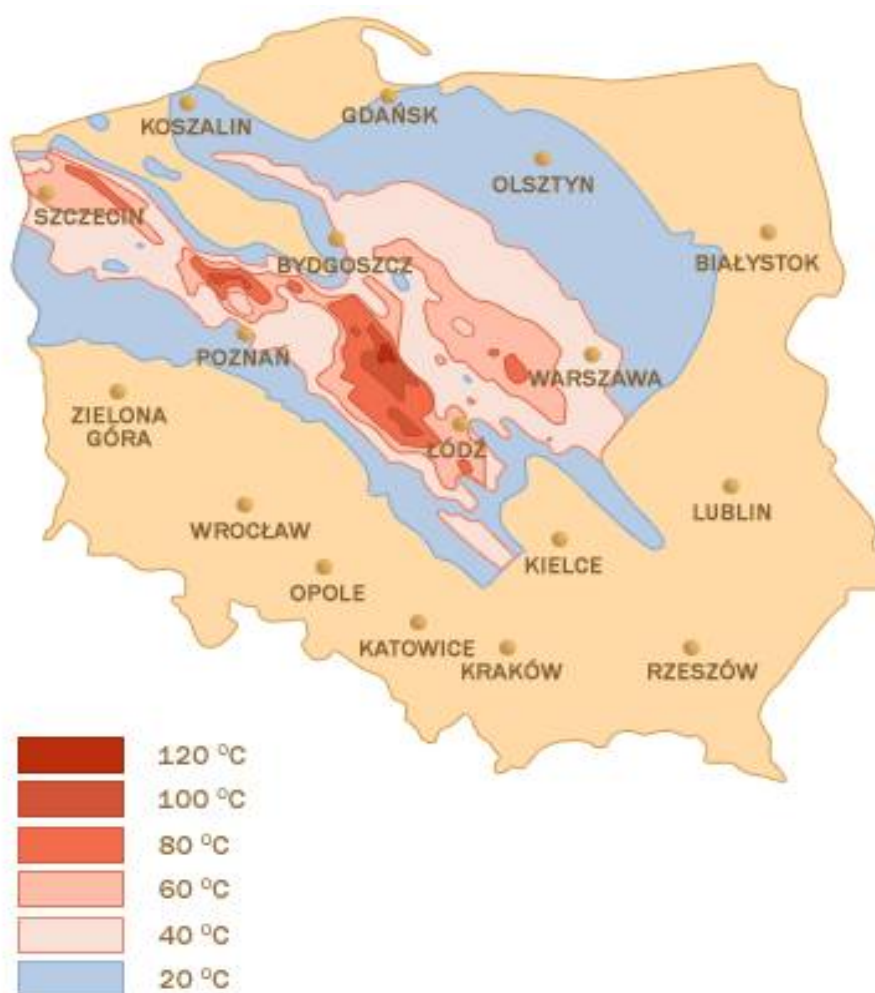 KOSZALIN
GDAŃSK
OLSZTYN
SZCZECIN
BYDGOSZCZ
BIAŁYSTOK
POZNAŃ
WARSZAWA
ZIELONA
GÓRA
ŁÓDŹ
WROCŁAW
LUBLIN
KIELCE
OPOLE
KATOWICE
KRAKÓW
RZESZÓW
120 °C
100 °C
80 °C
60 °C
40 °C
20 °C